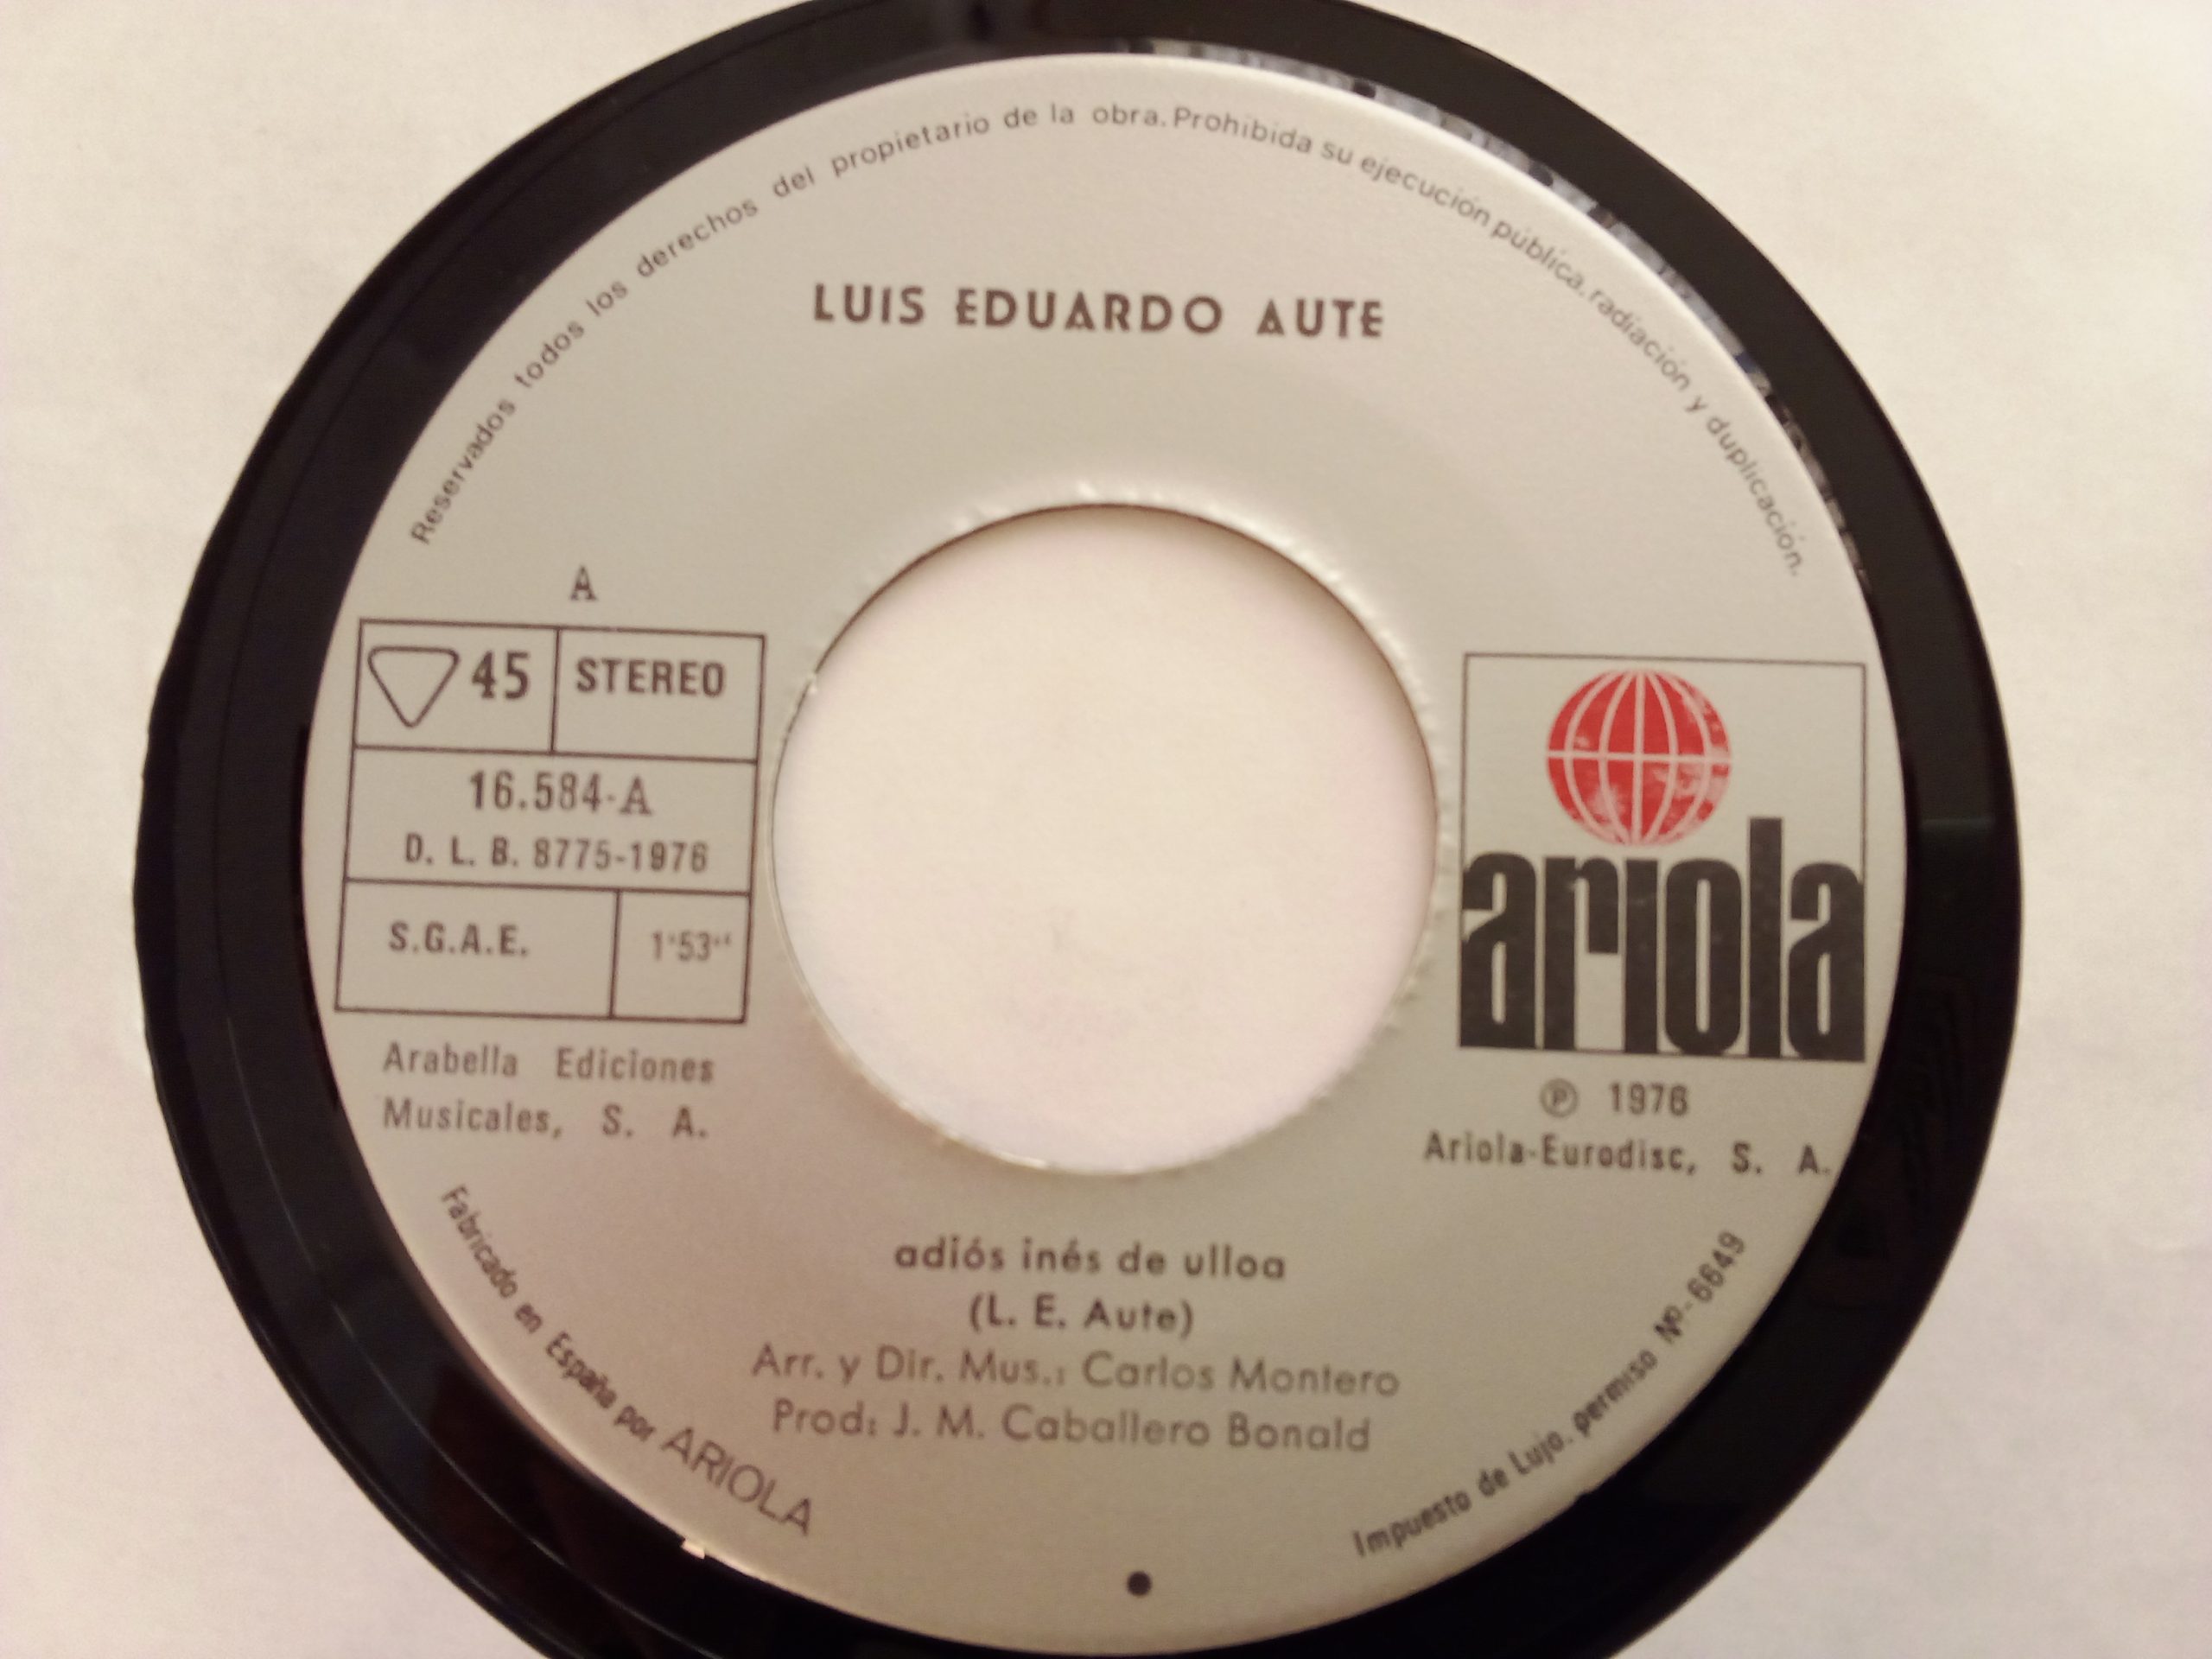 Reservados todos los derechos del propietario de la obra. Prohibida su ejecución pública, radiación y duplicación.
LUIS EDUARDO AUTE
A
45 STEREO
16.584-A
D. L. B. 8775-1976
S.G.A.E. 1'53''
Arabella Ediciones
Musicales, S. A.
ariola
℗ 1976
Ariola-Eurodisc, S. A.
adiós inés de ulloa
(L. E. Aute)
Arr. y Dir. Mus.: Carlos Montero
Prod: J. M. Caballero Bonald
Fabricado en España por ARIOLA
Impuesto de Lujo. permiso Nº-6649